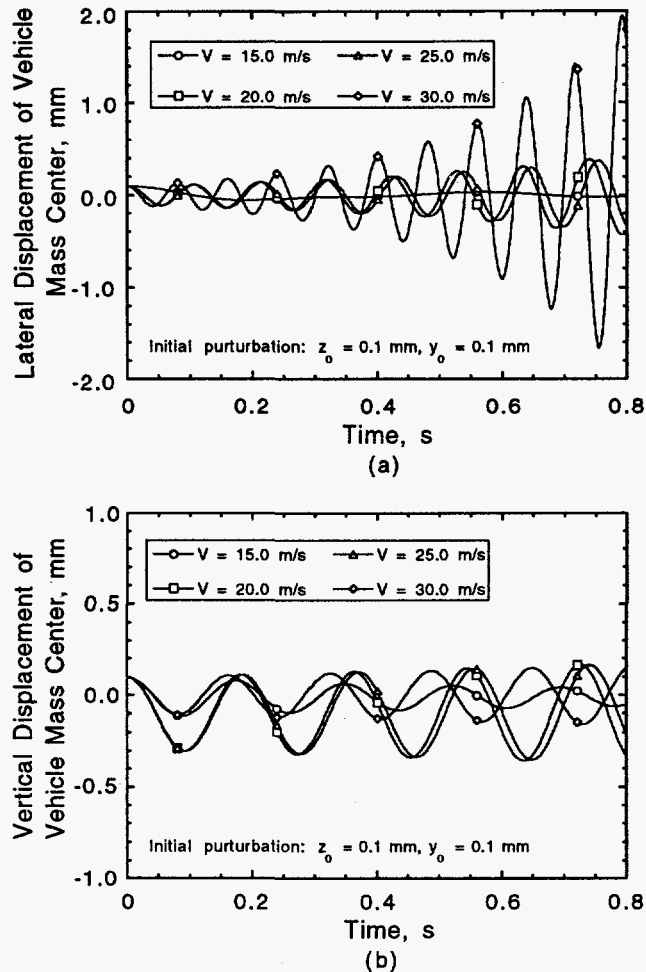 Lateral Displacement of Vehicle
Mass Center, mm
2.0
1.0
0.0
-1.0
-2.0
V = 15.0 m/s
V = 25.0 m/s
V = 20.0 m/s
V = 30.0 m/s
Initial purturbation: z₀ = 0.1 mm, y₀ = 0.1 mm
0 0.2 0.4 0.6 0.8
Time, s
(a)
Vertical Displacement of
Vehicle Mass Center, mm
1.0
0.5
0.0
-0.5
-1.0
V = 15.0 m/s
V = 25.0 m/s
V = 20.0 m/s
V = 30.0 m/s
Initial purturbation: z₀ = 0.1 mm, y₀ = 0.1 mm
0 0.2 0.4 0.6 0.8
Time, s
(b)